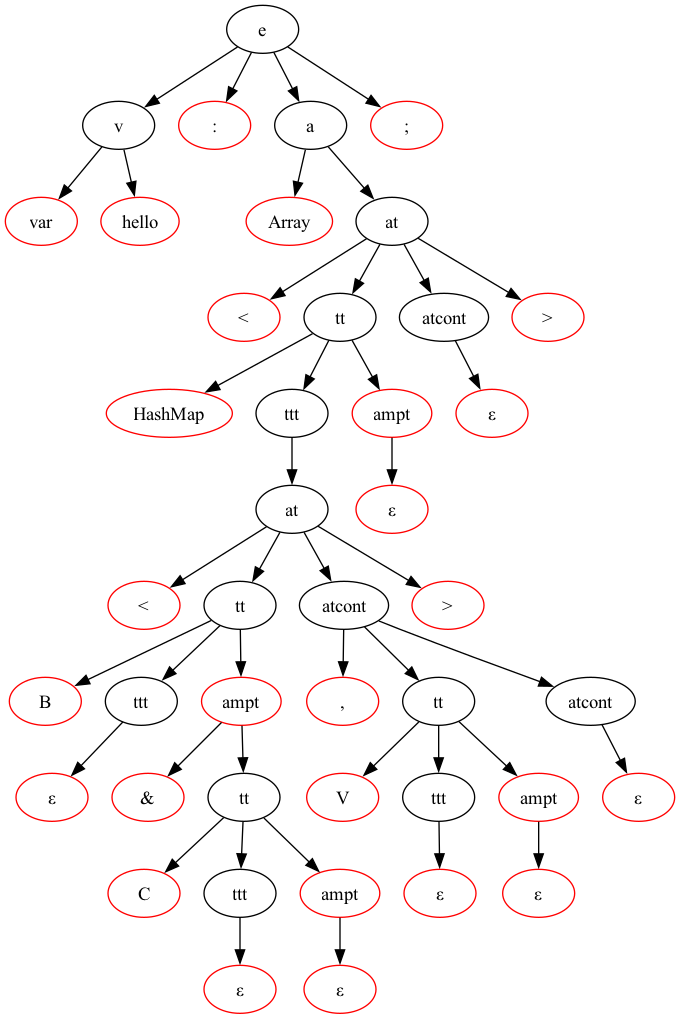 e
v : a ;
var hello Array at
< tt atcont >
HashMap ttt ampt ε
at ε
< tt atcont >
B ttt ampt , tt atcont
ε & tt V ttt ampt ε
C ttt ampt ε ε
ε ε